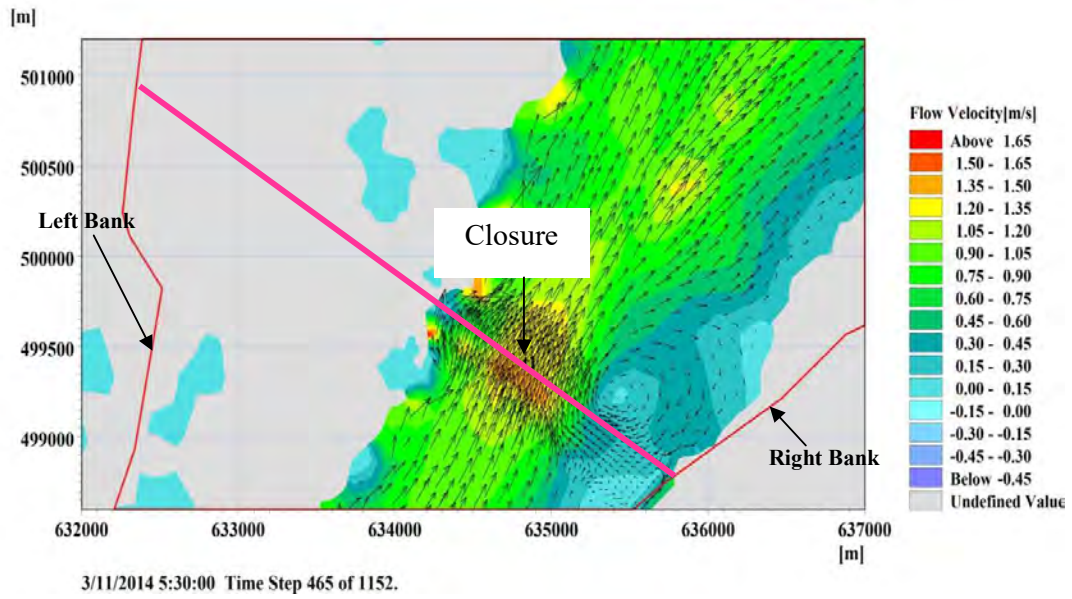 [m]
501000
500500
500000
499500
499000
632000 633000 634000 635000 636000 637000
[m]
Left Bank
Closure
Right Bank
Flow Velocity[m/s]
Above 1.65
1.50 - 1.65
1.35 - 1.50
1.20 - 1.35
1.05 - 1.20
0.90 - 1.05
0.75 - 0.90
0.60 - 0.75
0.45 - 0.60
0.30 - 0.45
0.15 - 0.30
0.00 - 0.15
-0.15 - 0.00
-0.30 - -0.15
-0.45 - -0.30
Below -0.45
Undefined Value
3/11/2014 5:30:00 Time Step 465 of 1152.